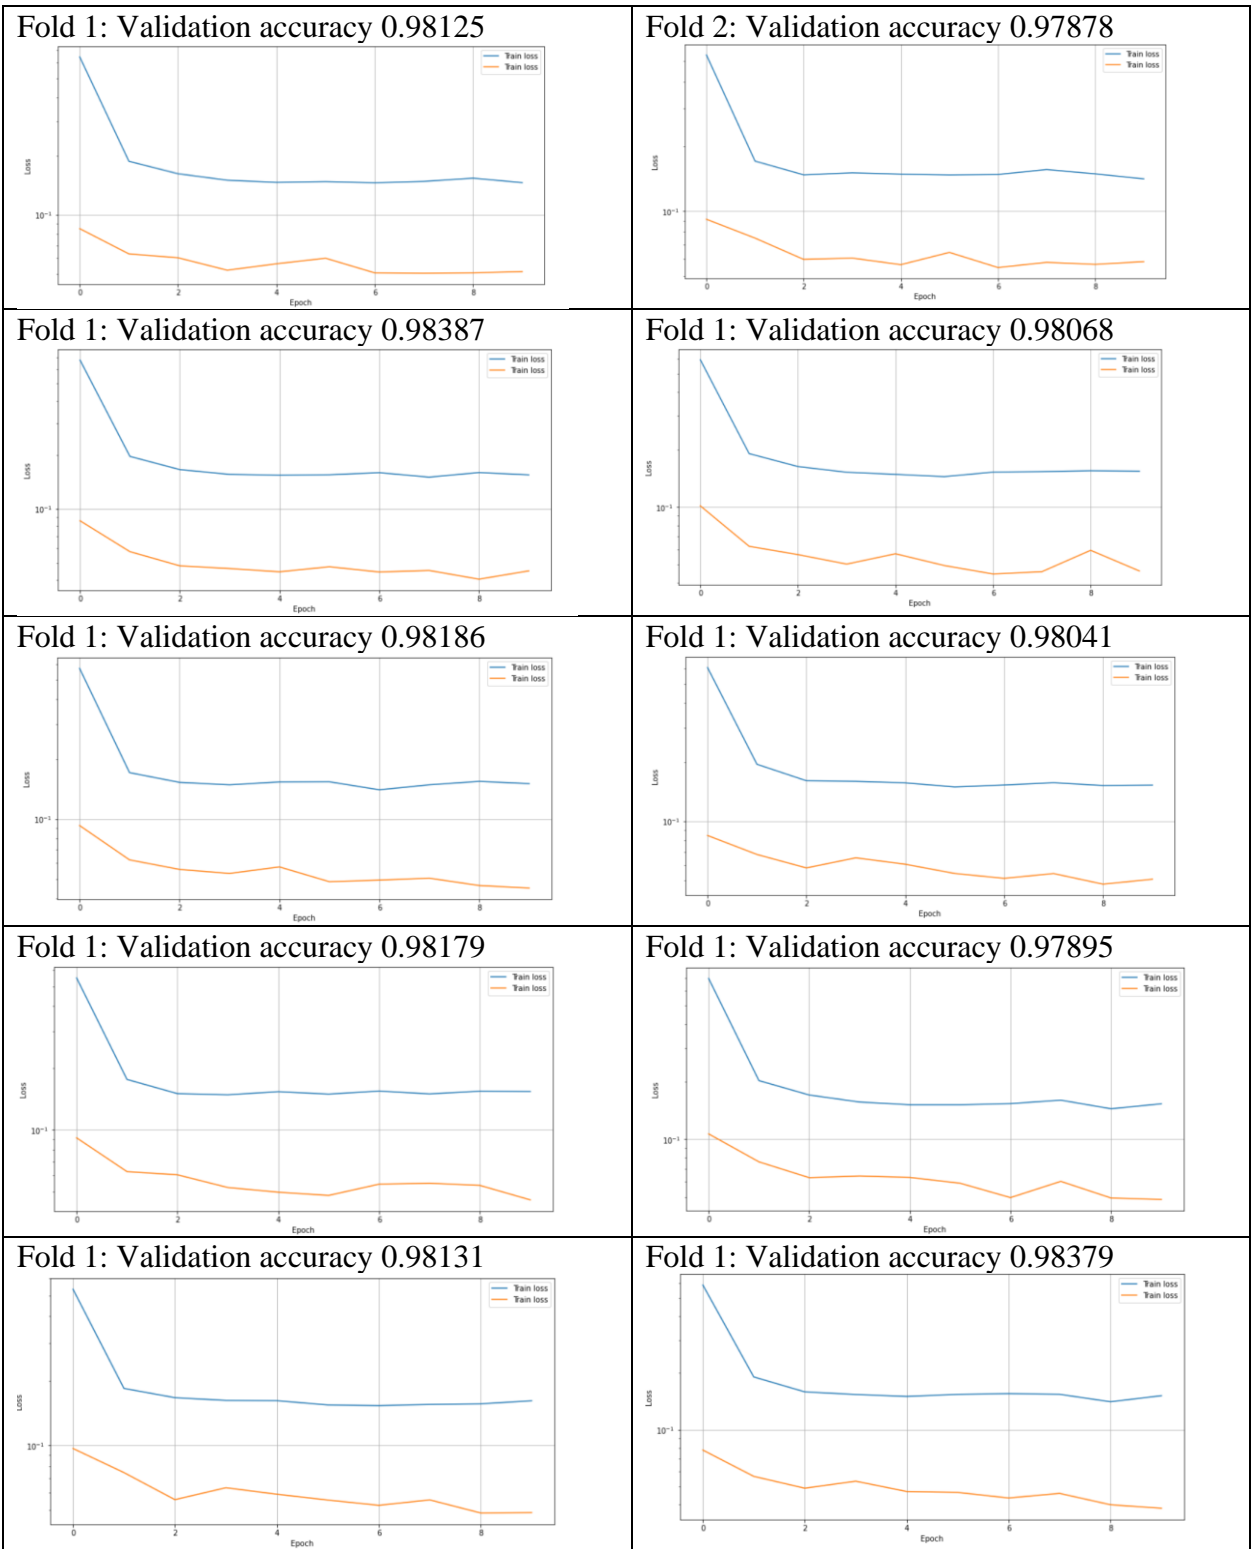 Fold 1: Validation accuracy 0.98125
Train loss
Train loss
Loss
10⁻¹
0 2 4 6 8
Epoch
Fold 2: Validation accuracy 0.97878
Train loss
Train loss
Loss
10⁻¹
0 2 4 6 8
Epoch
Fold 1: Validation accuracy 0.98387
Train loss
Train loss
Loss
10⁻¹
0 2 4 6 8
Epoch
Fold 1: Validation accuracy 0.98068
Train loss
Train loss
Loss
10⁻¹
0 2 4 6 8
Epoch
Fold 1: Validation accuracy 0.98186
Train loss
Train loss
Loss
10⁻¹
0 2 4 6 8
Epoch
Fold 1: Validation accuracy 0.98041
Train loss
Train loss
Loss
10⁻¹
0 2 4 6 8
Epoch
Fold 1: Validation accuracy 0.98179
Train loss
Train loss
Loss
10⁻¹
0 2 4 6 8
Epoch
Fold 1: Validation accuracy 0.97895
Train loss
Train loss
Loss
10⁻¹
0 2 4 6 8
Epoch
Fold 1: Validation accuracy 0.98131
Train loss
Train loss
Loss
10⁻¹
0 2 4 6 8
Epoch
Fold 1: Validation accuracy 0.98379
Train loss
Train loss
Loss
10⁻¹
0 2 4 6 8
Epoch